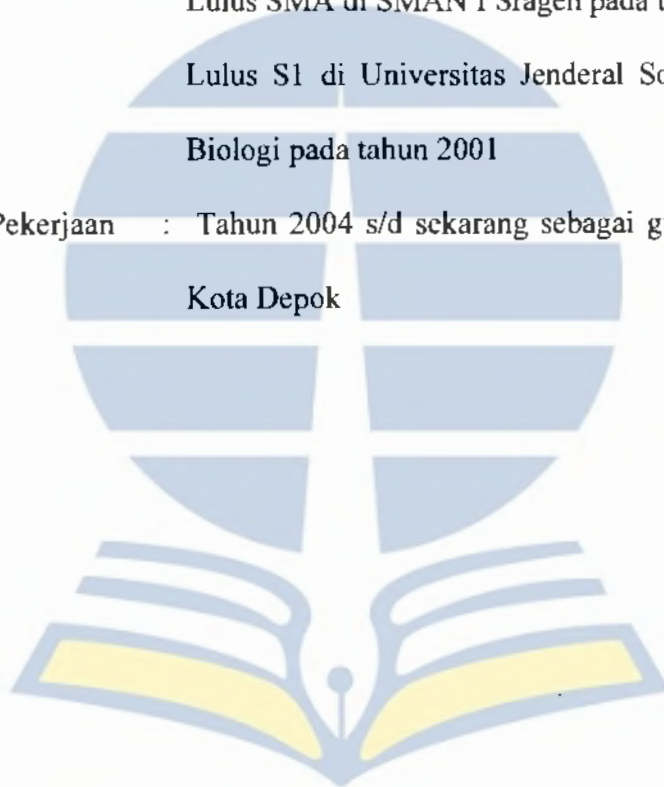 Lulus SMA di SMAN 1 Sragen pada
Lulus S1 di Universitas Jenderal
Biologi pada tahun 2001
Pekerjaan : Tahun 2004 s/d sekarang sebagai
Kota Depok